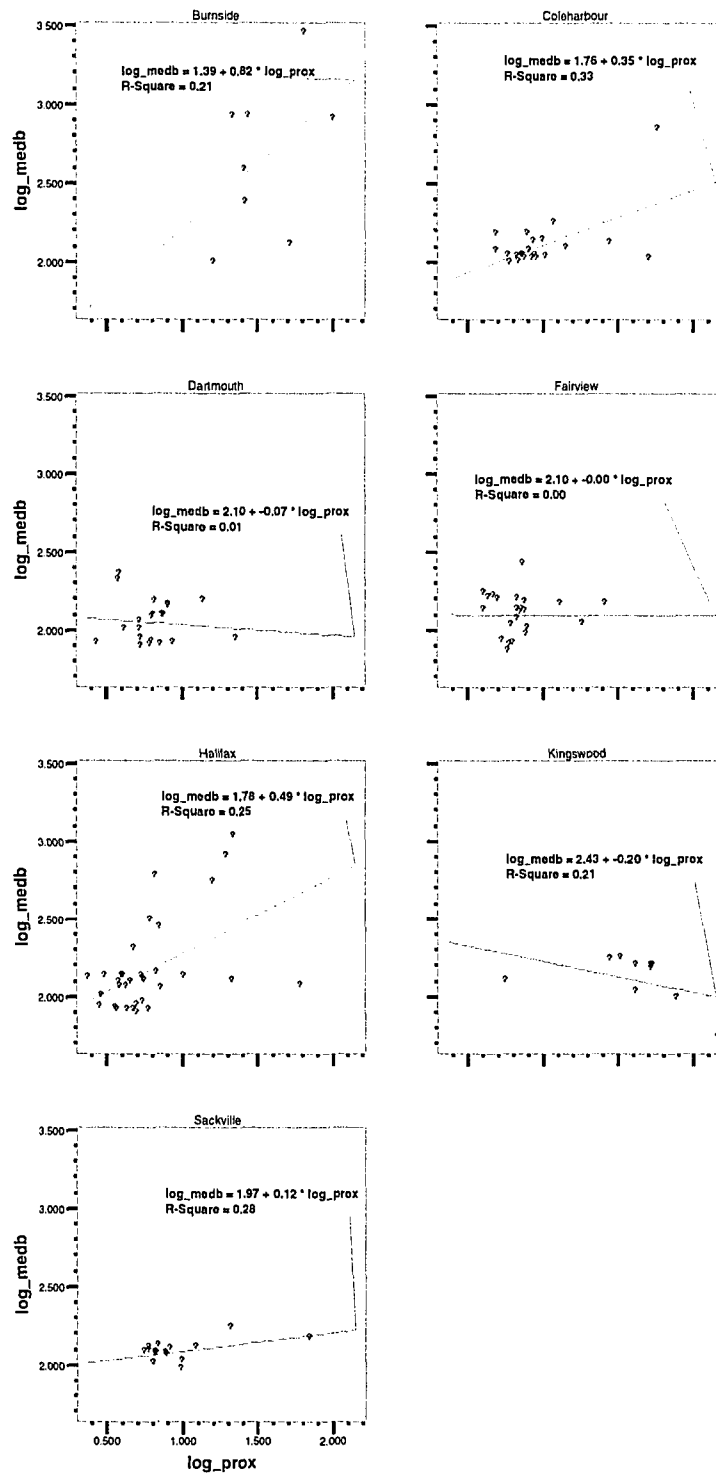 Burnside
Coleharbour
3.500
3.000
2.500
2.000
log_medb
log_medb = 1.39 + 0.82 * log_prox
R-Square = 0.21
log_medb = 1.76 + 0.35 * log_prox
R-Square = 0.33
Dartmouth
Fairview
3.500
3.000
2.500
2.000
log_medb
log_medb = 2.10 + -0.07 * log_prox
R-Square = 0.01
log_medb = 2.10 + -0.00 * log_prox
R-Square = 0.00
Halifax
Kingswood
3.500
3.000
2.500
2.000
log_medb
log_medb = 1.78 + 0.49 * log_prox
R-Square = 0.25
log_medb = 2.43 + -0.20 * log_prox
R-Square = 0.21
Sackville
3.500
3.000
2.500
2.000
log_medb
log_medb = 1.97 + 0.12 * log_prox
R-Square = 0.28
0.500 1.000 1.500 2.000
log_prox